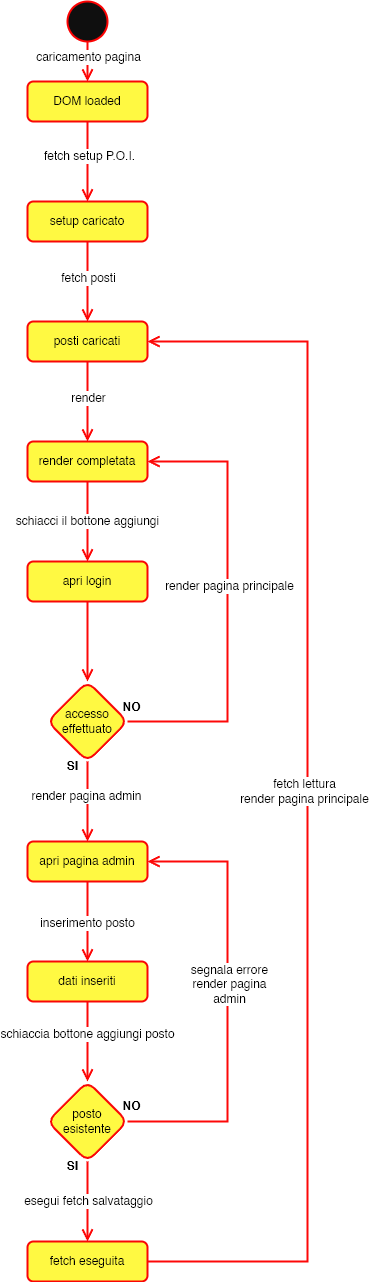 caricamento pagina
DOM loaded
fetch setup P.O.I.
setup caricato
fetch posti
posti caricati
render
render completata
schiacci il bottone aggiungi
apri login
render pagina principale
accesso
effettuato
NO
SI
render pagina admin
fetch lettura
render pagina principale
apri pagina admin
inserimento posto
dati inseriti
segnala errore
render pagina
admin
schiaccia bottone aggiungi posto
posto
esistente
NO
SI
esegui fetch salvataggio
fetch eseguita